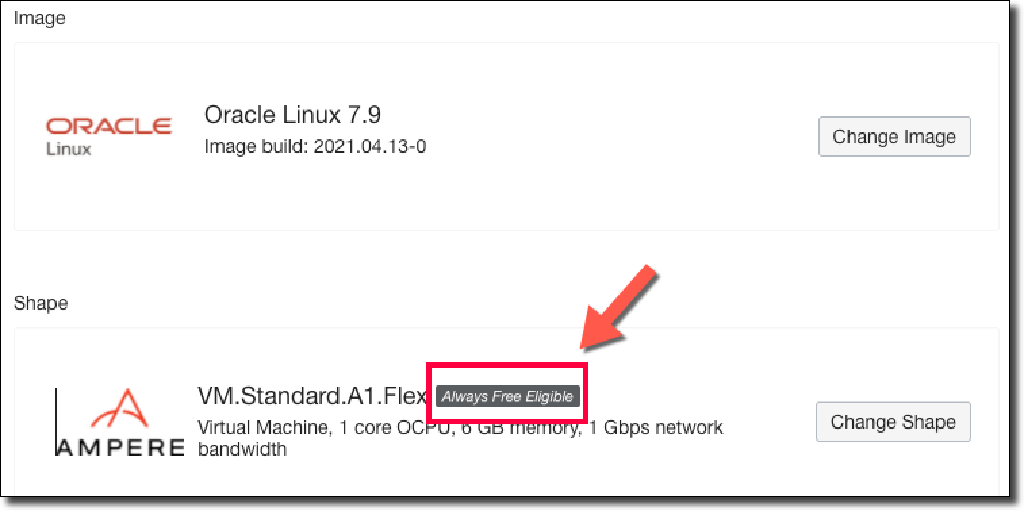 Image
ORACLE
Linux
Oracle Linux 7.9
Image build: 2021.04.13-0
Change Image
Shape
AMPERE
VM.Standard.A1.Flex Always Free Eligible
Virtual Machine, 1 core OCPU, 6 GB memory, 1 Gbps network
bandwidth
Change Shape